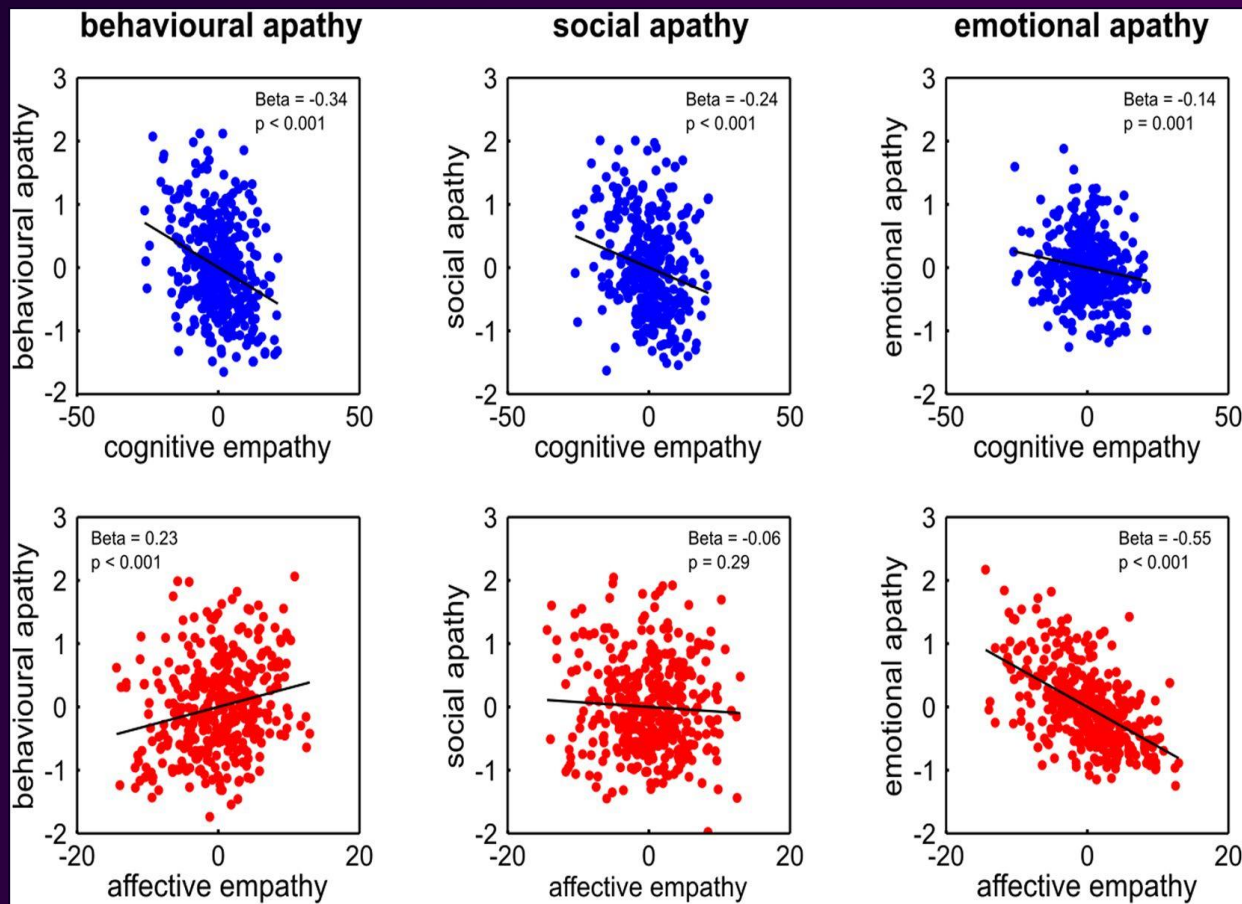 behavioural apathy
social apathy
emotional apathy
3
2
1
0
-1
-2
behavioural apathy
Beta = -0.34
p < 0.001
-50
0
50
cognitive empathy
3
2
1
0
-1
-2
social apathy
Beta = -0.24
p < 0.001
-50
0
50
cognitive empathy
3
2
1
0
-1
-2
emotional apathy
Beta = -0.14
p = 0.001
-50
0
50
cognitive empathy
3
2
1
0
-1
-2
behavioural apathy
Beta = 0.23
p < 0.001
-20
0
20
affective empathy
3
2
1
0
-1
-2
social apathy
Beta = -0.06
p = 0.29
-20
0
20
affective empathy
3
2
1
0
-1
-2
emotional apathy
Beta = -0.55
p < 0.001
-20
0
20
affective empathy